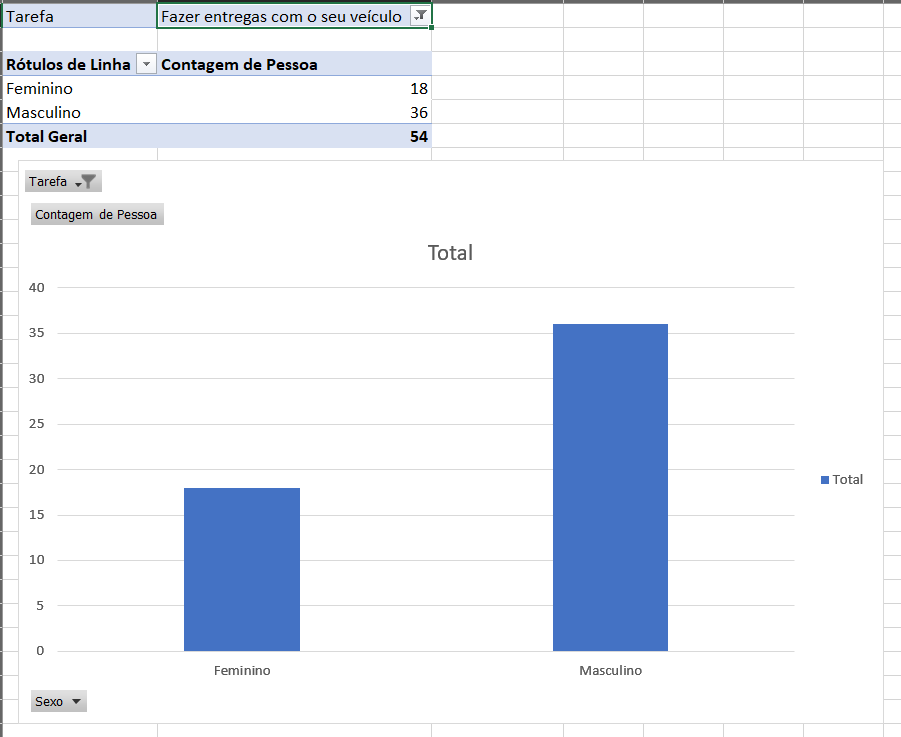 Tarefa Fazer entregas com o seu veículo
Rótulos de Linha Contagem de Pessoa
Feminino 18
Masculino 36
Total Geral 54
Tarefa
Contagem de Pessoa
Total
40
35
30
25
20
15
10
5
0
Total
Feminino Masculino
Sexo